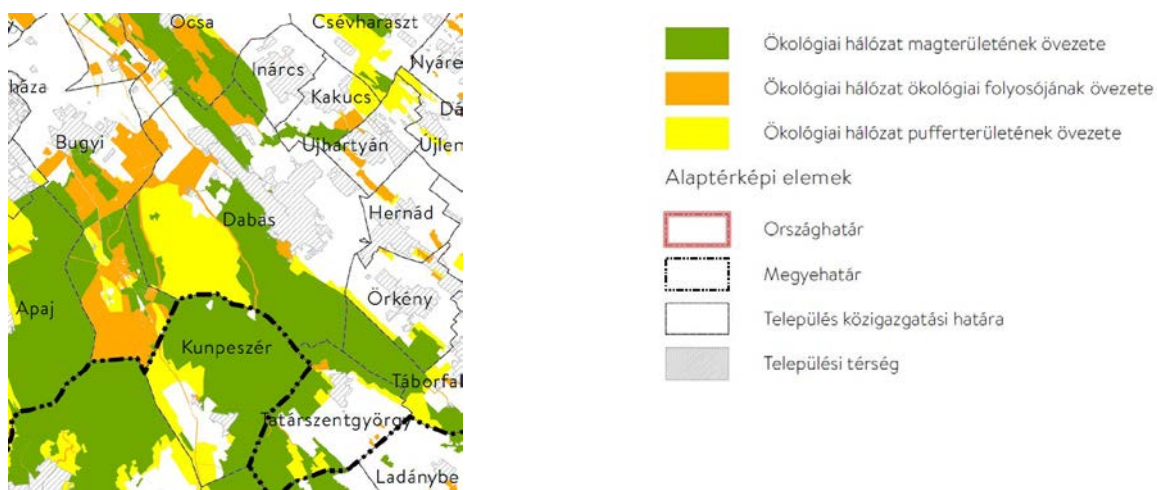 Ócsa
Csévharaszt
Inárcs
Nyáre
háza
Kakucs
Dá
Bugyi
Újhartyán
Újlen
Dabas
Hernád
Apaj
Örkény
Kunpeszér
Táborfal
Tatárszentgyörgy
Ladánybe
Ökológiai hálózat magterületének övezete
Ökológiai hálózat ökológiai folyosójának övezete
Ökológiai hálózat pufferterületének övezete
Alaptérképi elemek
Országhatár
Megyehatár
Település közigazgatási határa
Települési térség